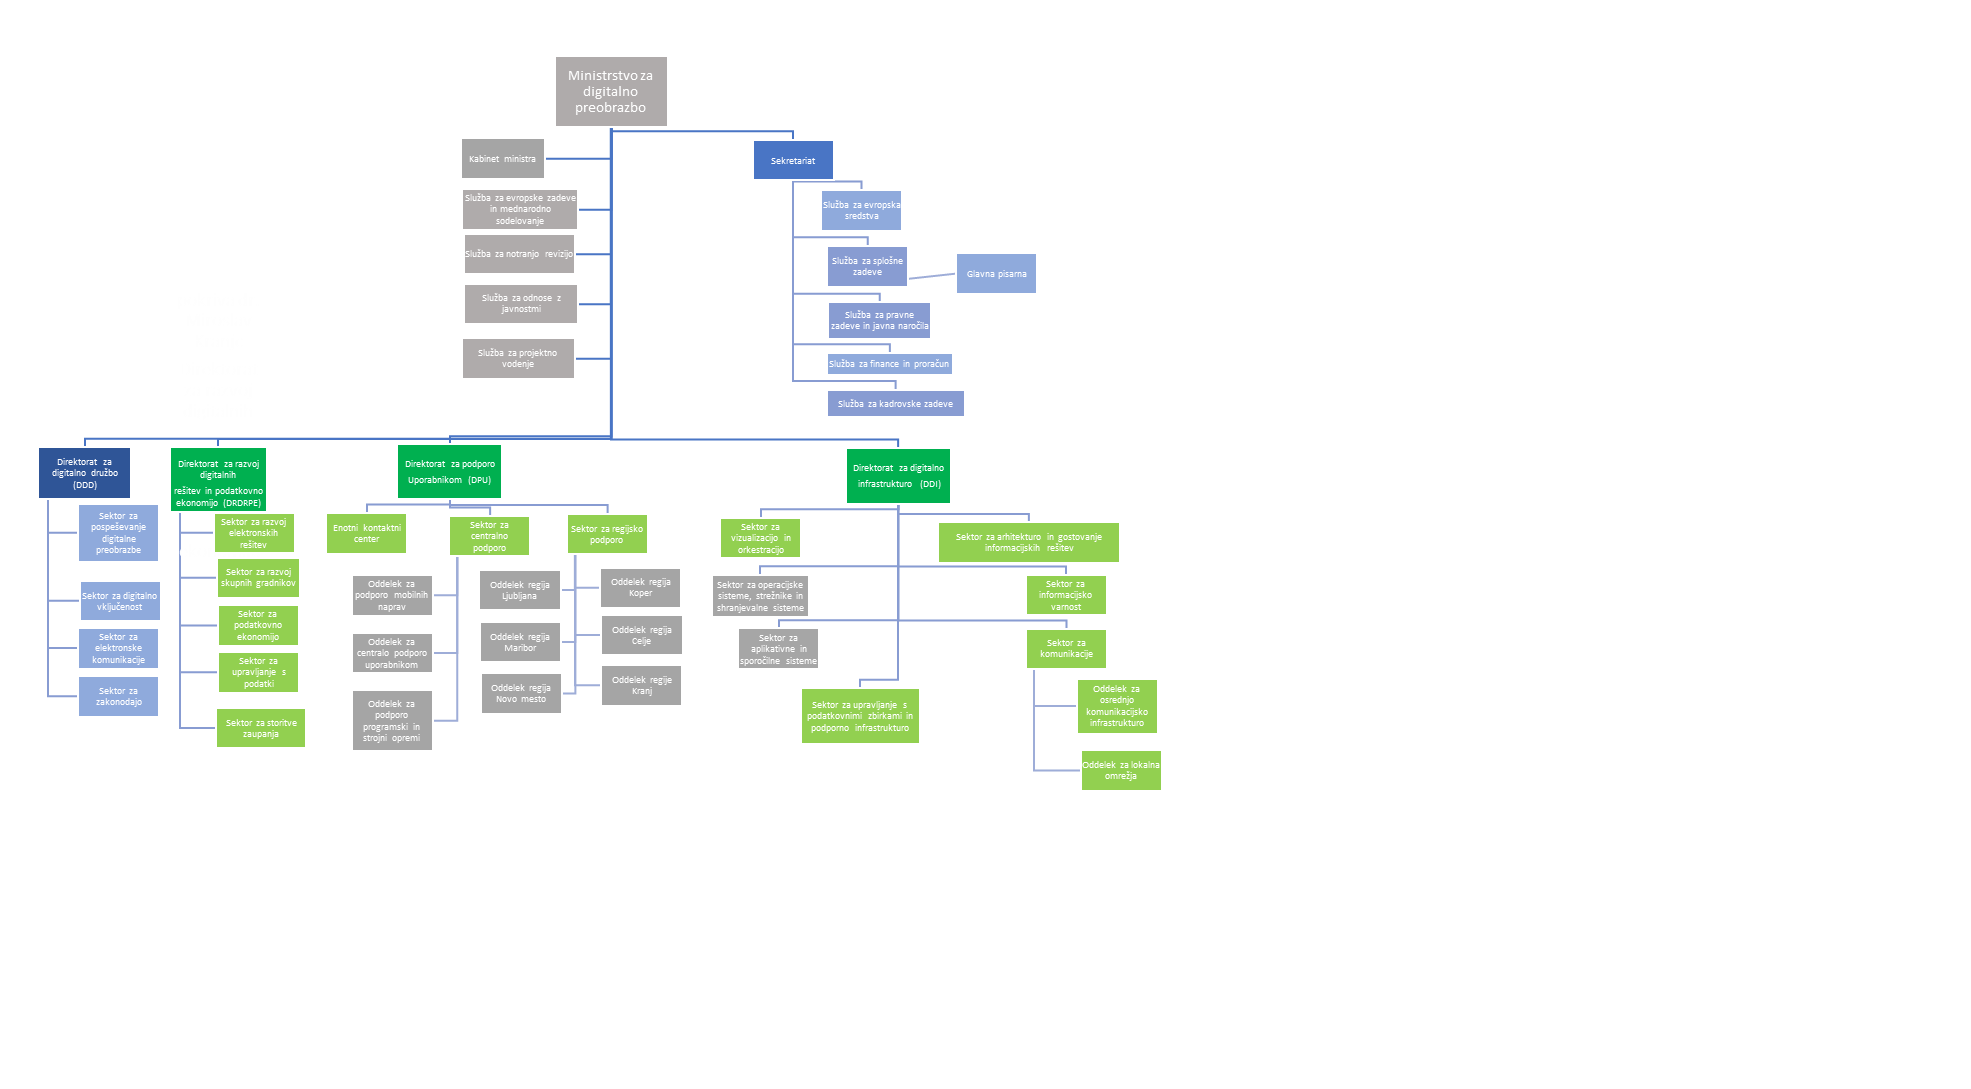 Ministrstvo za
digitalno
preobrazbo
Kabinet ministra
Služba za evropske zadeve
in mednarodno
sodelovanje
Služba za notranjo revizijo
Služba za odnose z
javnostmi
Služba za projektno
vodenje
Sekretariat
Služba za evropska
sredstva
Služba za splošne
zadeve
Glavna pisarna
Služba za pravne
zadeve in javna naročila
Služba za finance in proračun
Služba za kadrovske zadeve
Direktorat za
digitalno družbo
(DDD)
Sektor za
pospeševanje
digitalne
preobrazbe
Sektor za digitalno
vključenost
Sektor za
elektronske
komunikacije
Sektor za
zakonodajo
Direktorat za razvoj
digitalnih
rešitev in podatkovno
ekonomijo (DRDRPE)
Sektor za razvoj
elektronskih
rešitev
Sektor za razvoj
skupnih gradnikov
Sektor za
podatkovno
ekonomijo
Sektor za
upravljanje s
podatki
Sektor za storitve
zaupanja
Direktorat za podporo
Uporabnikom (DPU)
Enotni kontaktni
center
Sektor za
centralno
podporo
Oddelek za
podporo mobilnih
naprav
Oddelek za
centralo podporo
uporabnikom
Oddelek za
podporo
programski in
strojni opremi
Sektor za regijsko
podporo
Oddelek regija
Ljubljana
Oddelek regija
Maribor
Oddelek regija
Novo mesto
Oddelek regija
Koper
Oddelek regija
Celje
Oddelek regije
Kranj
Direktorat za digitalno
infrastrukturo (DDI)
Sektor za
vizualizacijo in
orkestracijo
Sektor za arhitekturo in gostovanje
informacijskih rešitev
Sektor za operacijske
sisteme, strežnike in
shranjevalne sisteme
Sektor za
informacijsko
varnost
Sektor za
aplikativne in
sporočilne sisteme
Sektor za
komunikacije
Sektor za upravljanje s
podatkovnimi zbirkami in
podporno infrastrukturo
Oddelek za
osrednjo
komunikacijsko
infrastrukturo
Oddelek za lokalna
omrežja